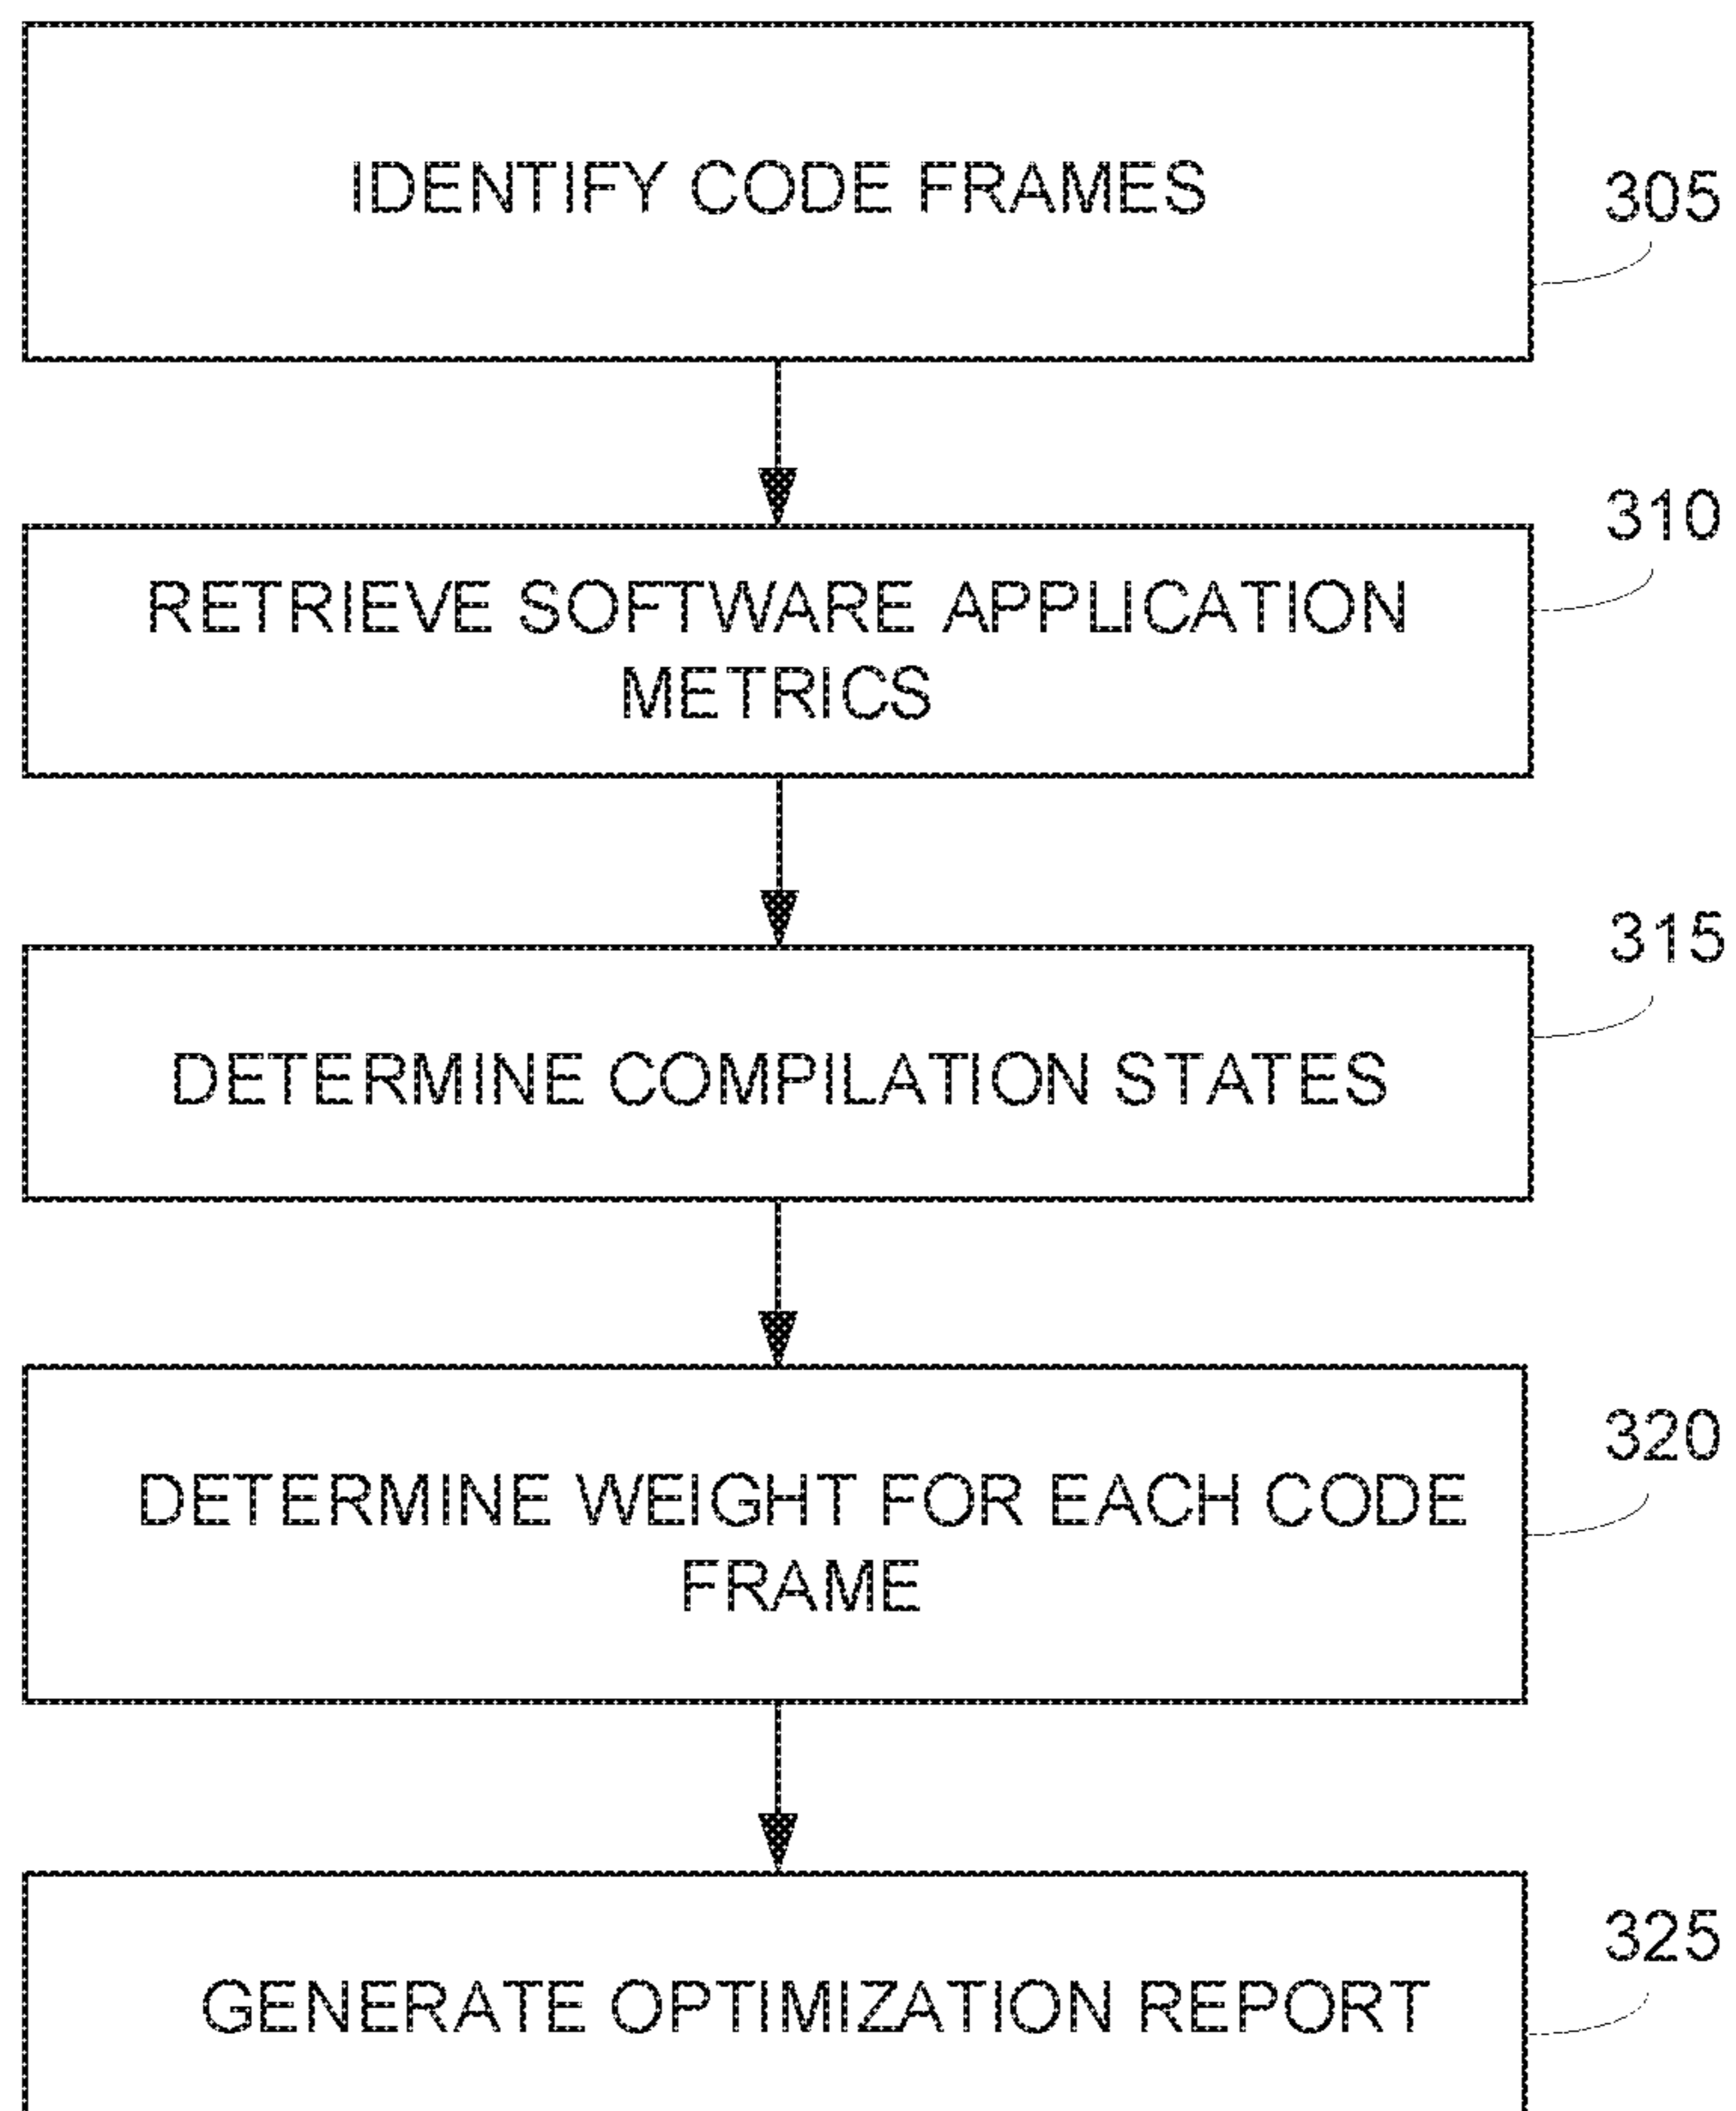 IDENTIFY CODE FRAMES
305
310
RETRIEVE SOFTWARE APPLICATION
METRICS
315
DETERMINE COMPILATION STATES
320
DETERMINE WEIGHT FOR EACH CODE
FRAME
325
GENERATE OPTIMIZATION REPORT